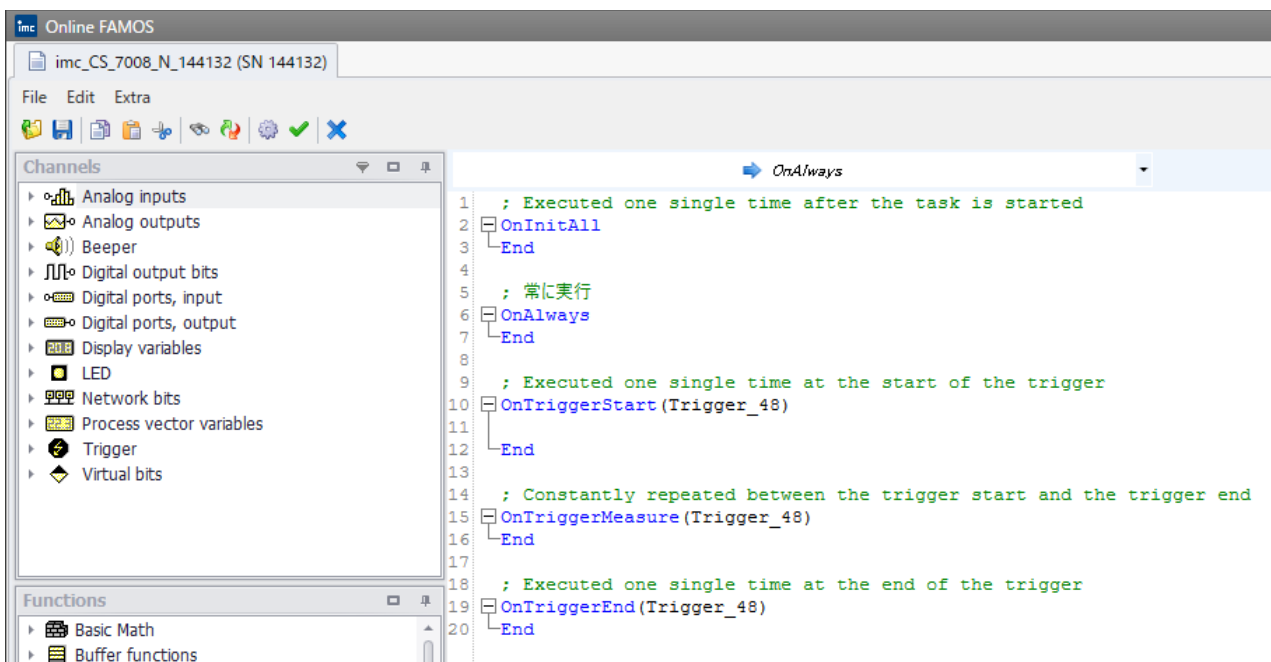 imc Online FAMOS
imc_CS_7008_N_144132 (SN 144132)
File Edit Extra
Channels
Analog inputs
Analog outputs
Beeper
Digital output bits
Digital ports, input
Digital ports, output
20.8 Display variables
LED
Network bits
22.3 Process vector variables
Trigger
Virtual bits
Functions
Basic Math
Buffer functions
OnAlways
1 ; Executed one single time after the task is started
2 OnInitAll
3 End
4
5 ; 常に実行
6 OnAlways
7 End
8
9 ; Executed one single time at the start of the trigger
10 OnTriggerStart(Trigger_48)
11
12 End
13
14 ; Constantly repeated between the trigger start and the trigger end
15 OnTriggerMeasure(Trigger_48)
16 End
17
18 ; Executed one single time at the end of the trigger
19 OnTriggerEnd(Trigger_48)
20 End